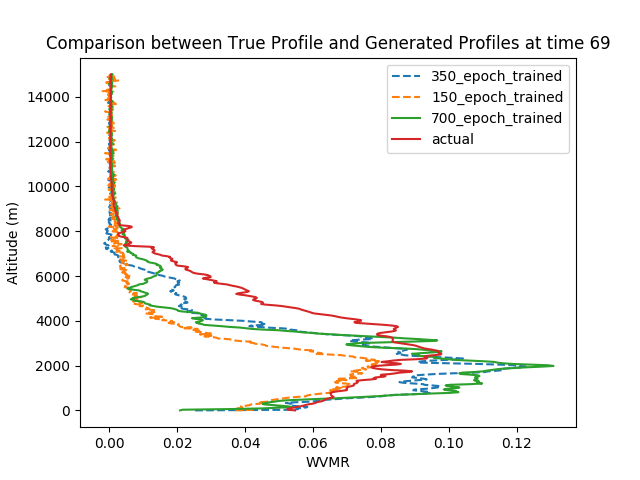 Comparison between True Profile and Generated Profiles at time 69
350_epoch_trained
150_epoch_trained
700_epoch_trained
actual
14000
12000
10000
8000
6000
4000
2000
0
Altitude (m)
0.00 0.02 0.04 0.06 0.08 0.10 0.12
WVMR